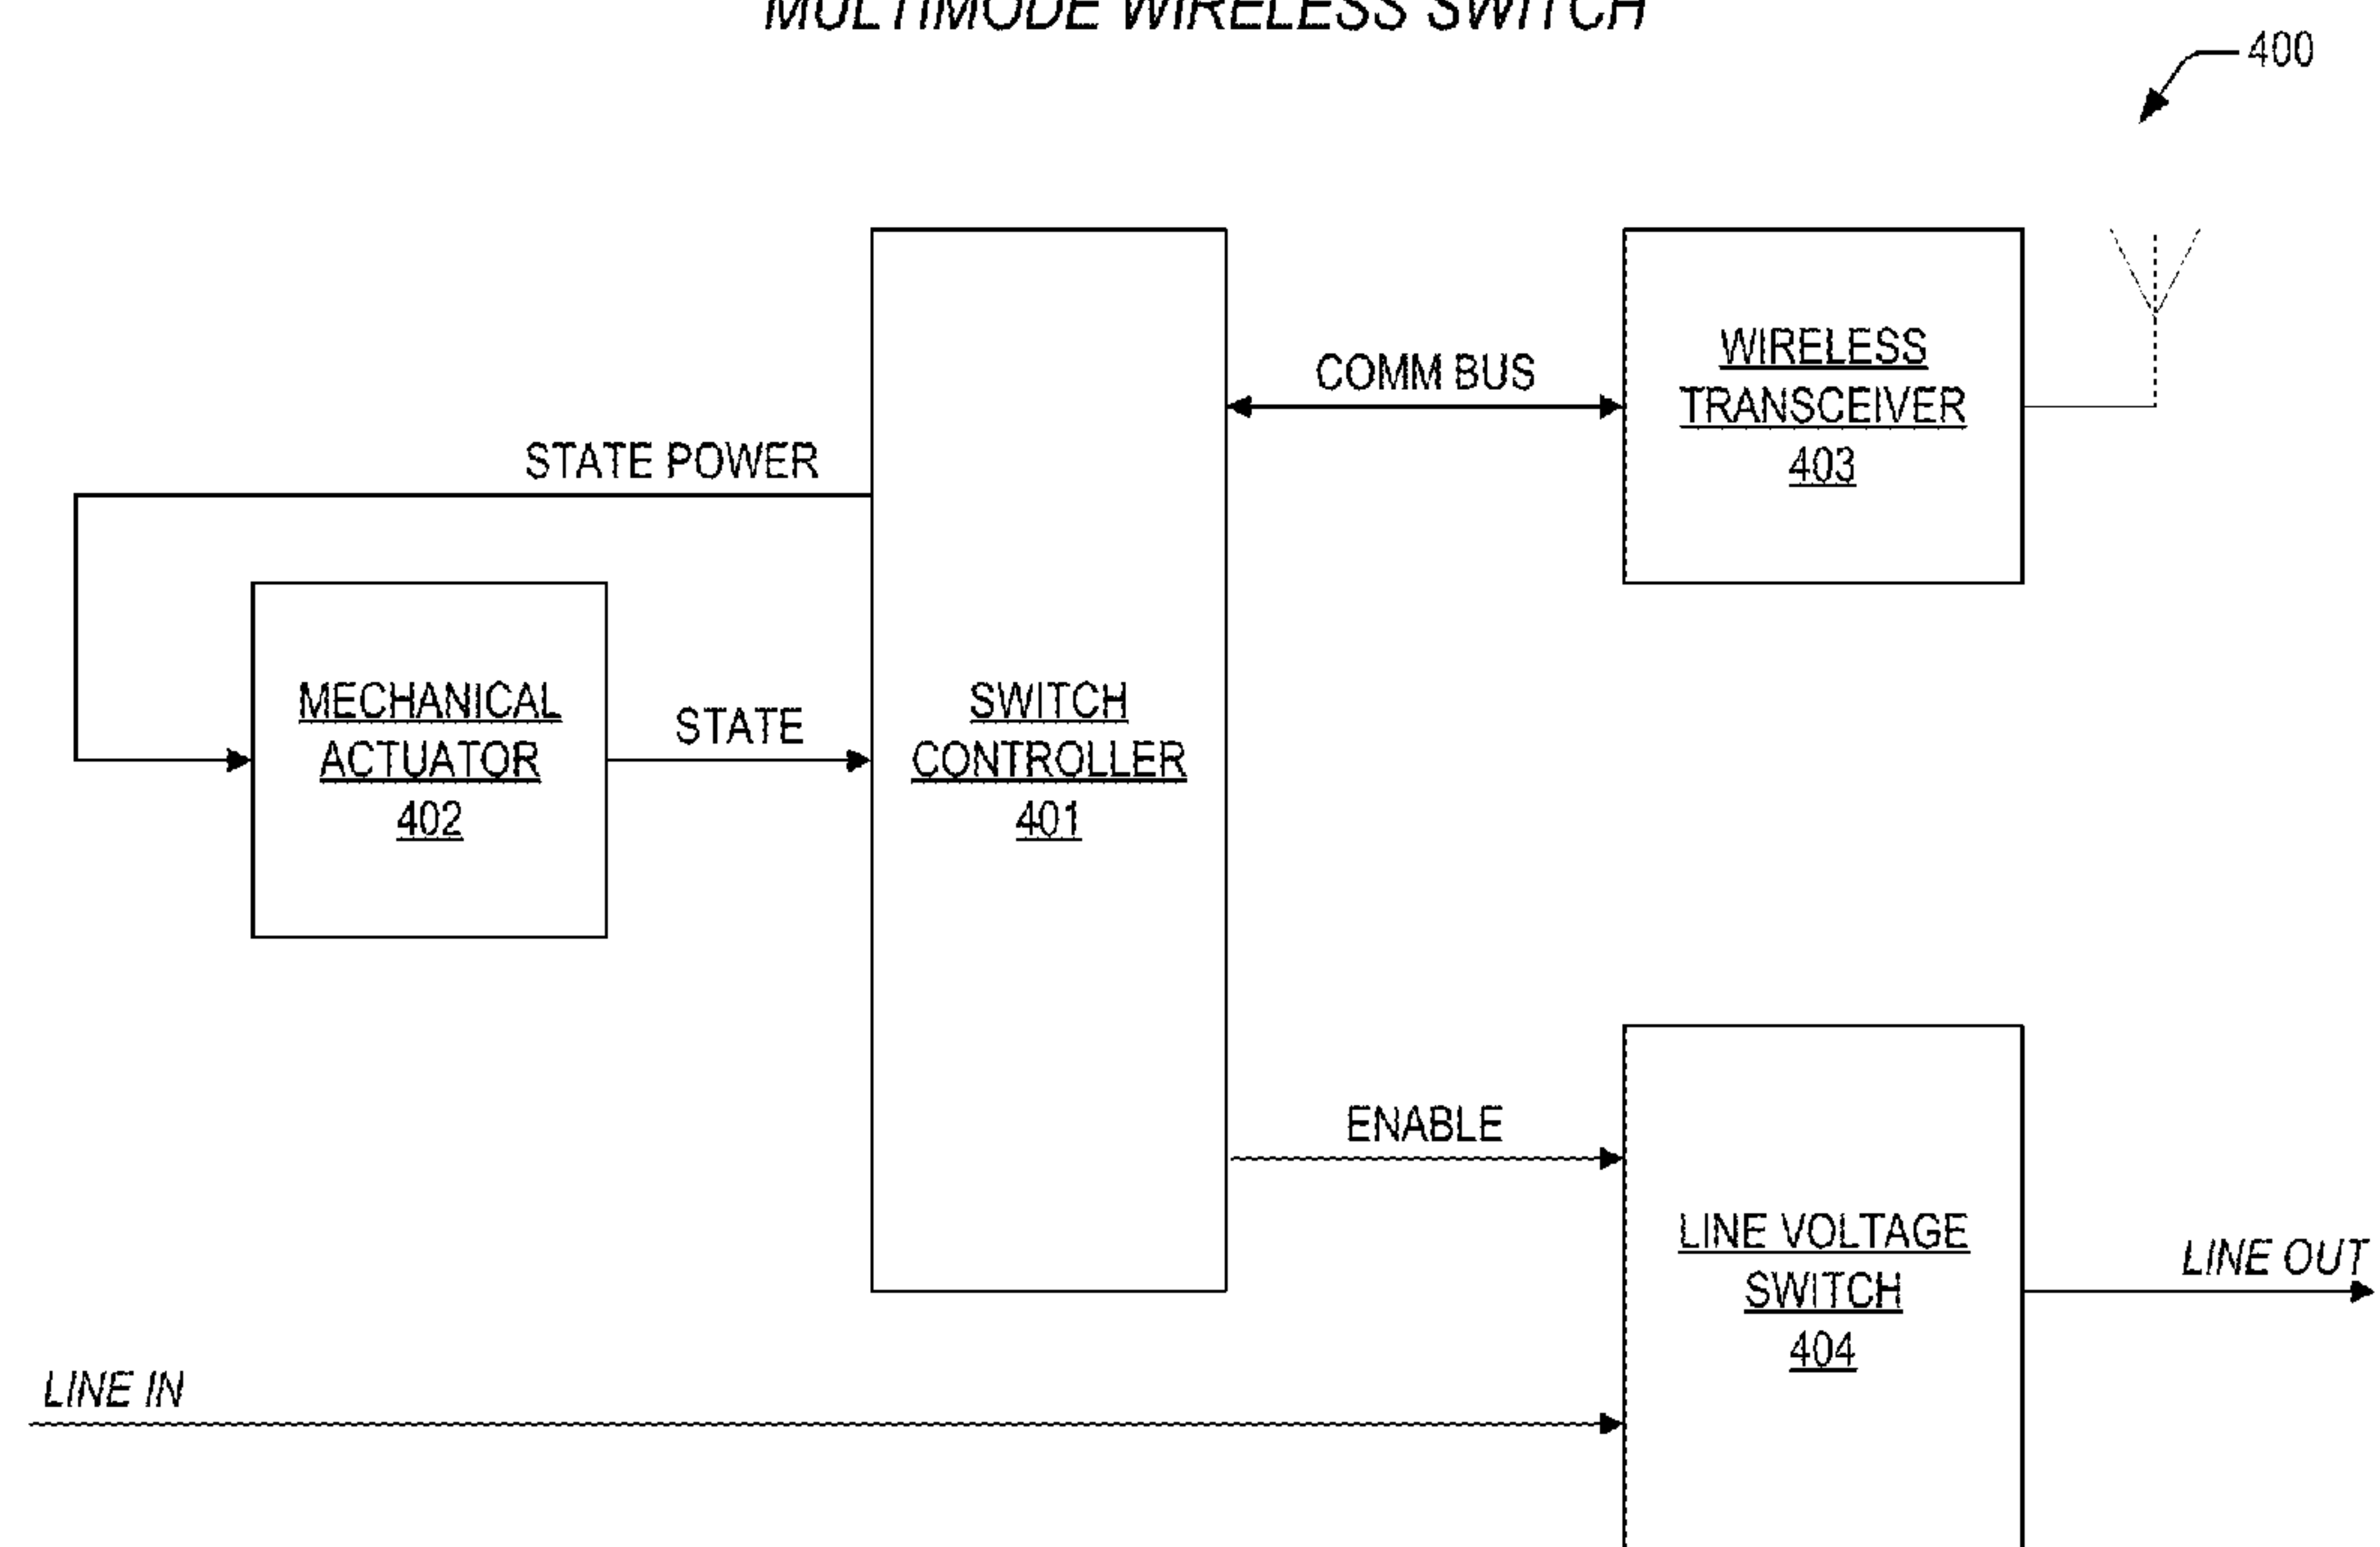 MULTIMODE WIRELESS SWITCH
400
WIRELESS
TRANSCEIVER
403
COMM BUS
STATE POWER
MECHANICAL
ACTUATOR
402
STATE
SWITCH
CONTROLLER
401
ENABLE
LINE VOLTAGE
SWITCH
404
LINE OUT
LINE IN